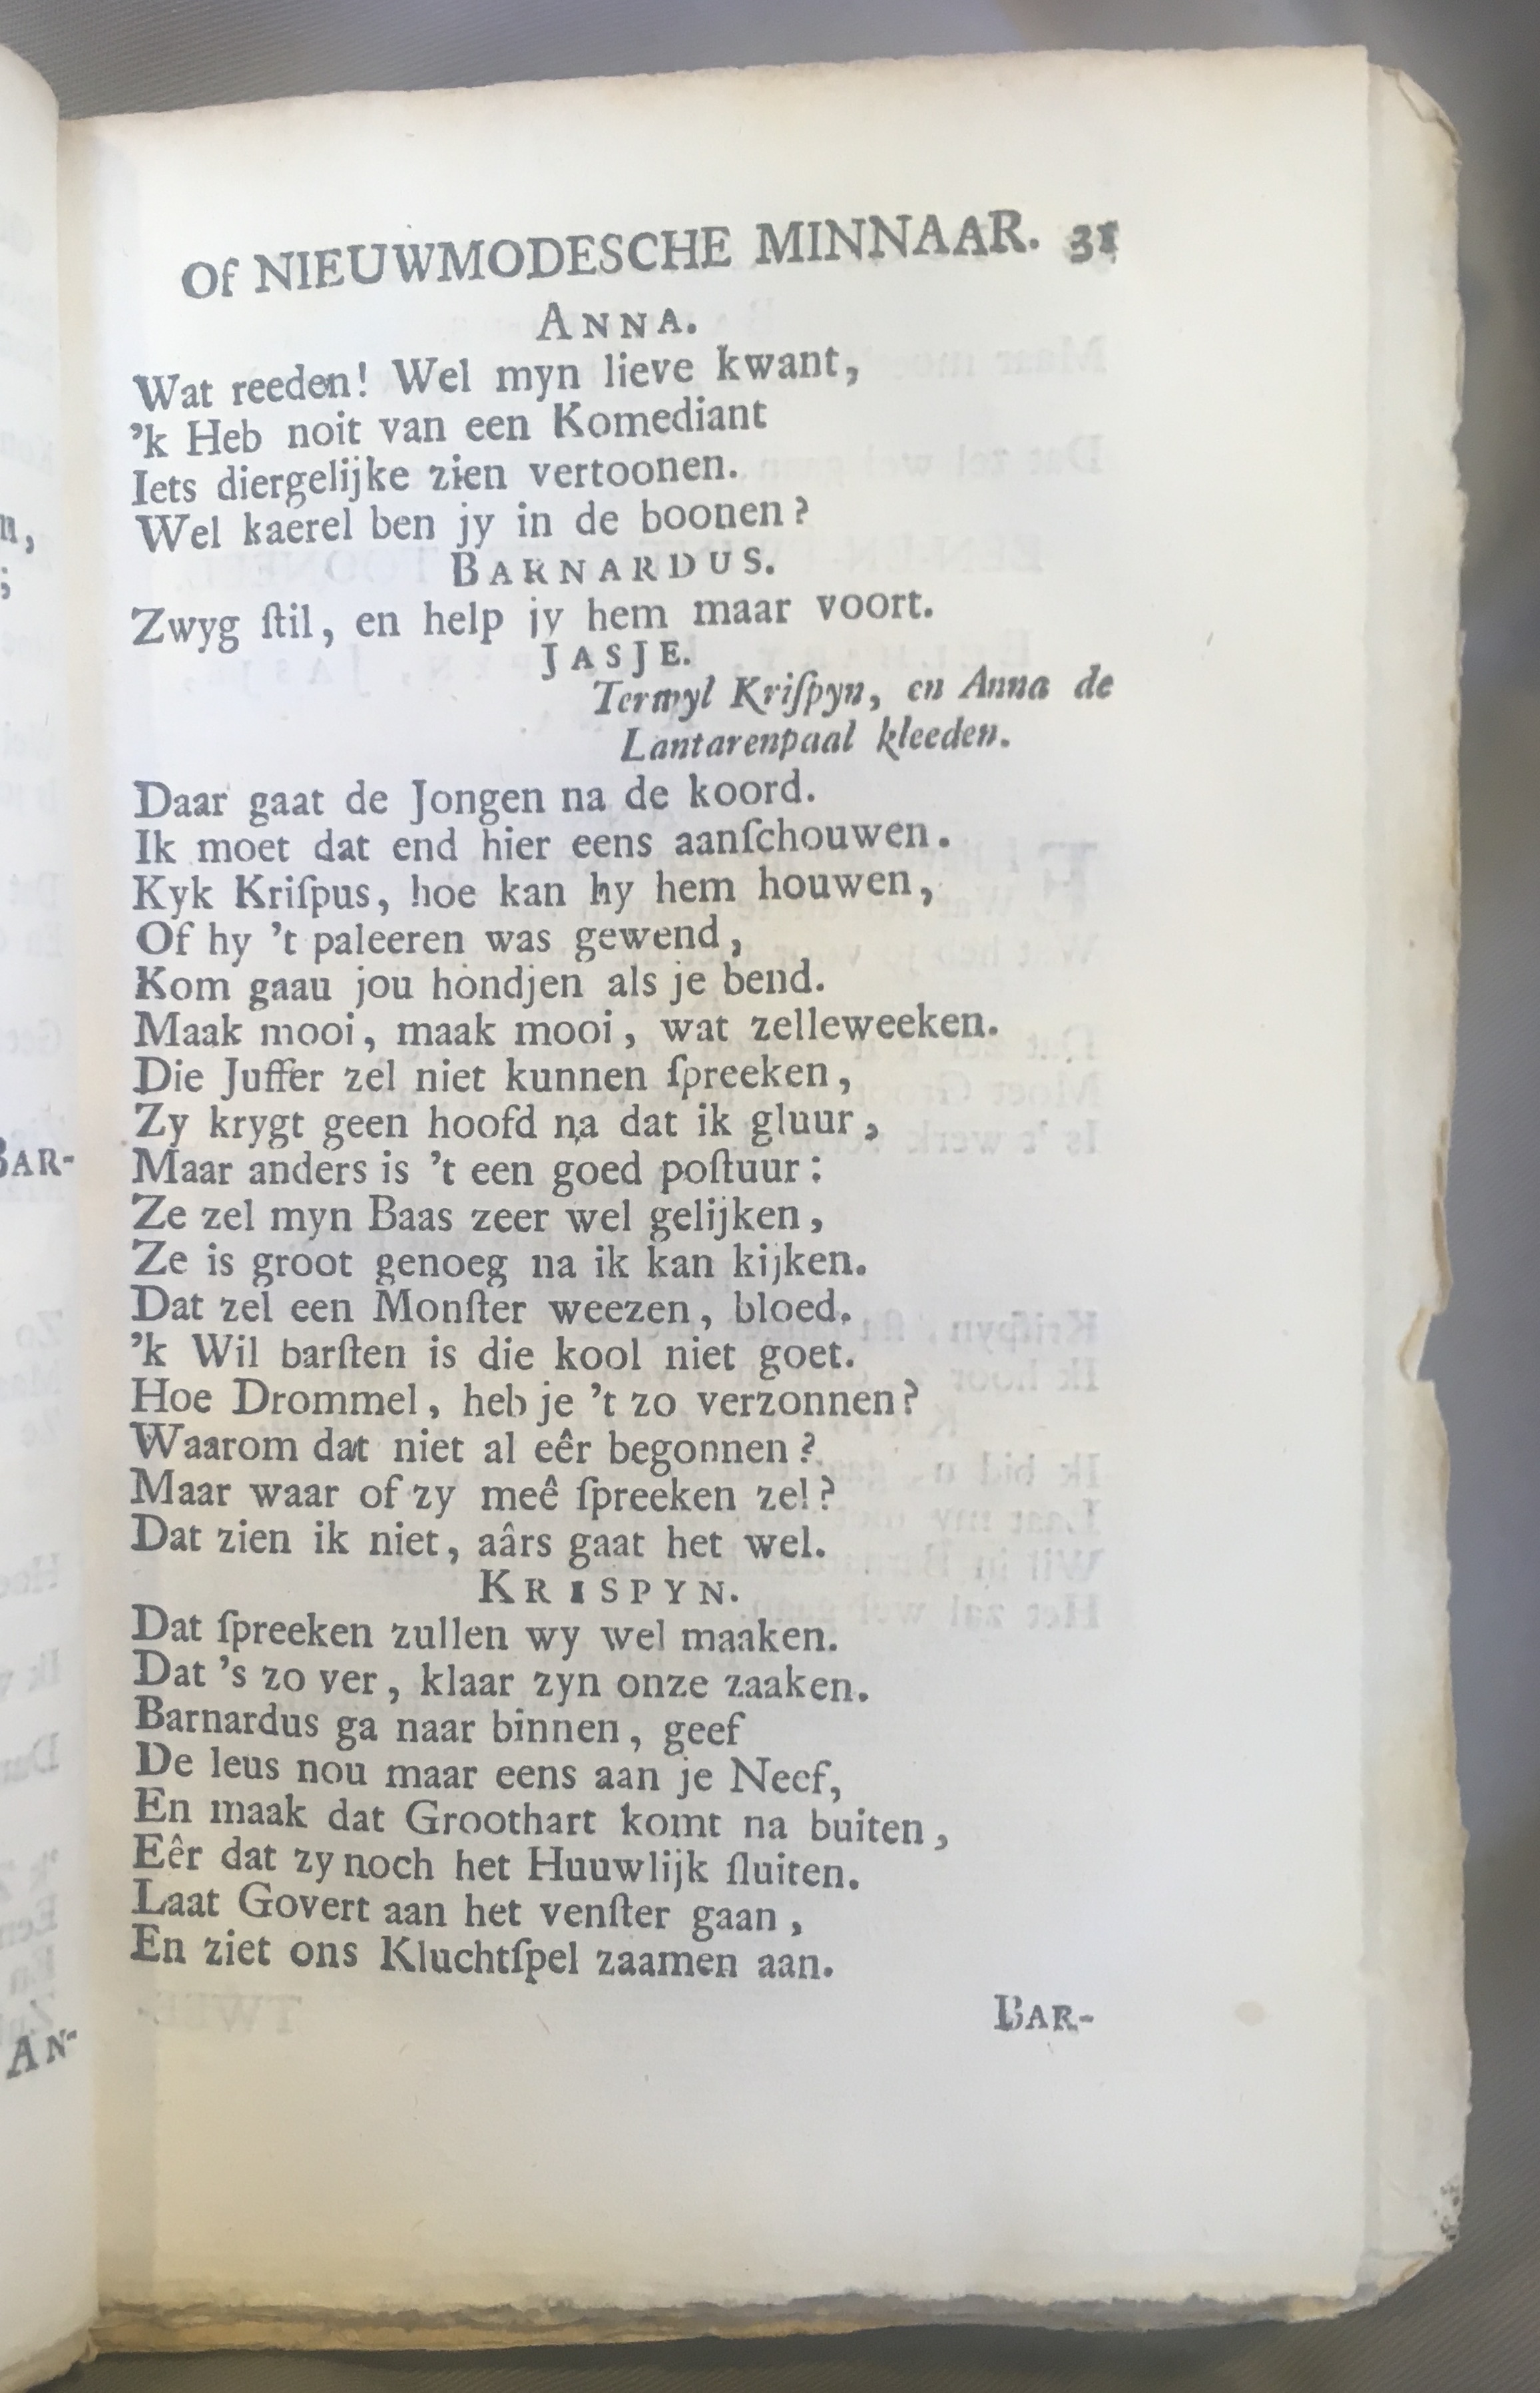 Of NIEUWMODESCHE MINNAAR. 31
ANNA.
Wat reeden! Wel myn lieve kwant,
’k Heb noit van een Komediant
Iets diergelijke zien vertoonen.
Wel kaerel ben jy in de boonen?
BARNARDUS.
Zwyg ſtil, en help jy hem maar voort.
JASJE.
Terwyl Kriſpyn, en Anna de
Lantarenpaal kleeden.
Daar gaat de Jongen na de koord.
Ik moet dat end hier eens aanſchouwen.
Kyk Kriſpus, hoe kan hy hem houwen,
Of hy ’t paleeren was gewend,
Kom gaau jou hondjen als je bend.
Maak mooi, maak mooi, wat zelleweeken.
Die Juffer zel niet kunnen ſpreeken,
Zy krygt geen hoofd na dat ik gluur,
Maar anders is ’t een goed poſtuur:
Ze zel myn Baas zeer wel gelijken,
Ze is groot genoeg na ik kan kijken.
Dat zel een Monſter weezen, bloed.
’k Wil barſten is die kool niet goet.
Hoe Drommel, heb je ’t zo verzonnen?
Waarom dat niet al eêr begonnen?
Maar waar of zy meê ſpreeken zel?
Dat zien ik niet, aârs gaat het wel.
KRISPYN.
Dat ſpreeken zullen wy wel maaken.
Dat ’s zo ver, klaar zyn onze zaaken.
Barnardus ga naar binnen, geef
De leus nou maar eens aan je Neef,
En maak dat Groothart komt na buiten,
Eêr dat zy noch het Huuwlijk ſluiten.
Laat Govert aan het venſter gaan,
En ziet ons Kluchtſpel zaamen aan.
BAR-
n,
;
BAR-
AN-